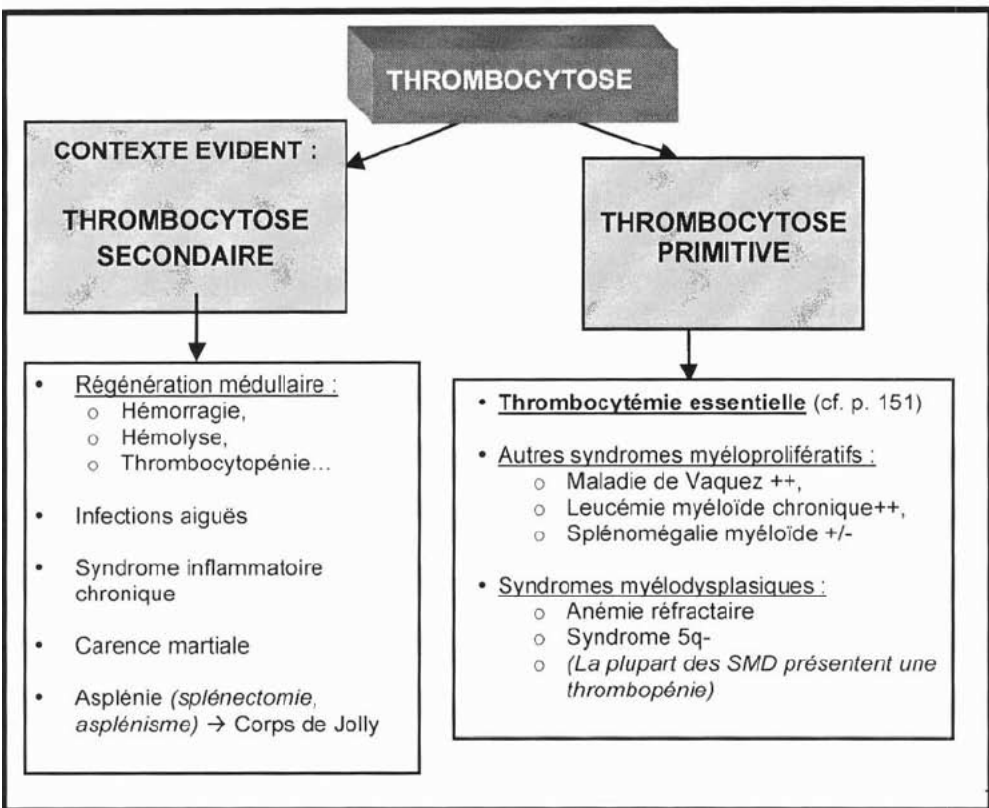 THROMBOCYTOSE
CONTEXTE EVIDENT :
THROMBOCYTOSE
SECONDAIRE
THROMBOCYTOSE
PRIMITIVE
• Régénération médullaire :
o Hémorragie,
o Hémolyse,
o Thrombocytopénie...
• Infections aiguës
• Syndrome inflammatoire
chronique
• Carence martiale
• Asplénie (splénectomie,
asplénisme) → Corps de Jolly
• Thrombocytémie essentielle (cf. p. 151)
• Autres syndromes myéloprolifératifs :
o Maladie de Vaquez ++,
o Leucémie myéloïde chronique++,
o Splénomégalie myéloïde +/-
• Syndromes myélodysplasiques :
o Anémie réfractaire
o Syndrome 5q-
o (La plupart des SMD présentent une
thrombopénie)